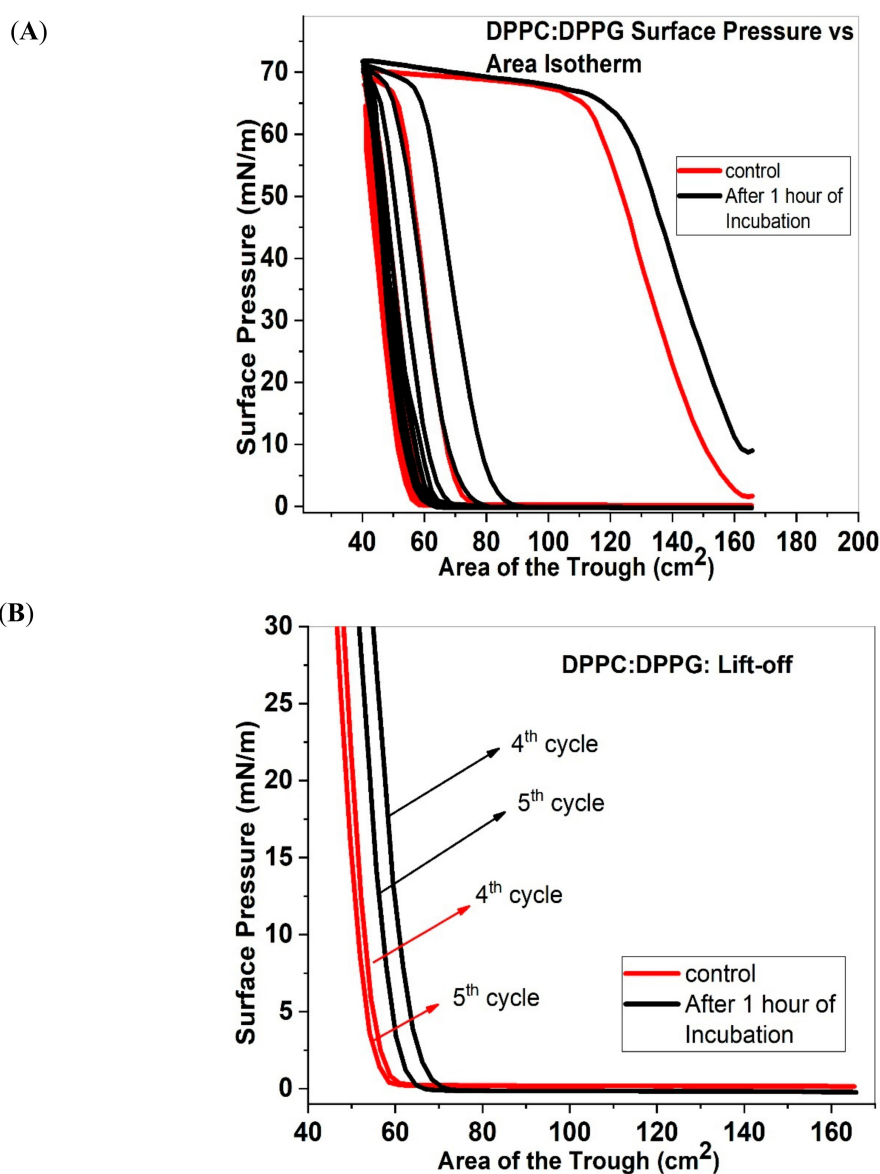 (A)
DPPC:DPPG Surface Pressure vs
Area Isotherm
Surface Pressure (mN/m)
70
60
50
40
30
20
10
0
control
After 1 hour of
Incubation
40 60 80 100 120 140 160 180 200
Area of the Trough (cm²)
(B)
DPPC:DPPG: Lift-off
Surface Pressure (mN/m)
30
25
20
15
10
5
0
4th cycle
5th cycle
4th cycle
5th cycle
control
After 1 hour of
Incubation
40 60 80 100 120 140 160
Area of the Trough (cm²)